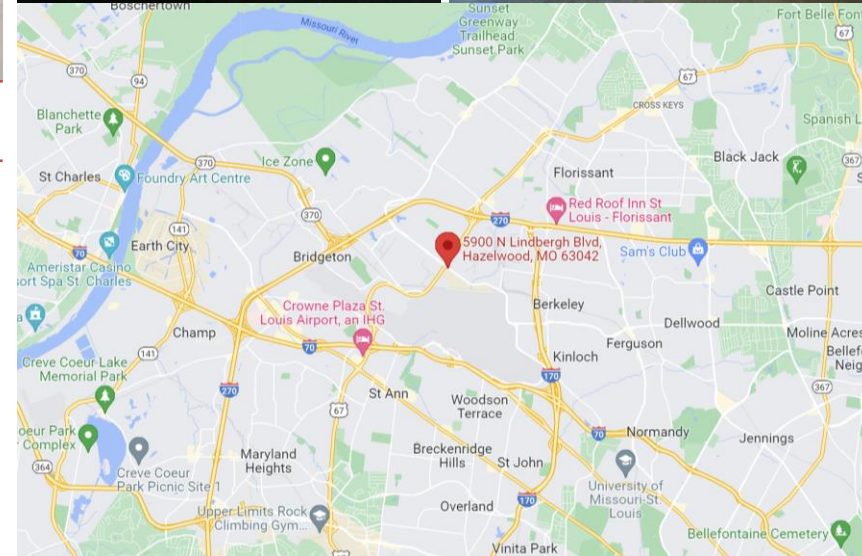 Boschertown
Missouri River
Sunset
Greenway
Trailhead
Sunset Park
Fort Belle Fon
67
370
94
67
CROSS KEYS
Blanchette
Park
Spanish L
370
Ice Zone
Black Jack
367
St Charles
Foundry Art Centre
Florissant
S
370
Red Roof Inn St
Louis - Florissant
270
141
5900 N Lindbergh Blvd,
Hazelwood, MO 63042
Earth City
70
Bridgeton
Sam's Club
Ameristar Casino
sort Spa St. Charles
Castle Point
Crowne Plaza St.
Louis Airport, an IHG
Berkeley
a
Champ
Dellwood
Moline Acres
70
Ferguson
141
Kinloch
Bellef
Neig
Creve Coeur Lake
Memorial Park
170
270
367
St Ann
Woodson
Terrace
67
oeur Park
r Complex
70
Normandy
Jennings
Breckenridge
Hills
Maryland
Heights
St John
364
Creve Coeur
Park Picnic Site 1
University of
Missouri-St.
Louis
170
Overland
Upper Limits Rock
Climbing Gym...
Bellefontaine Cemetery
Vinita Park